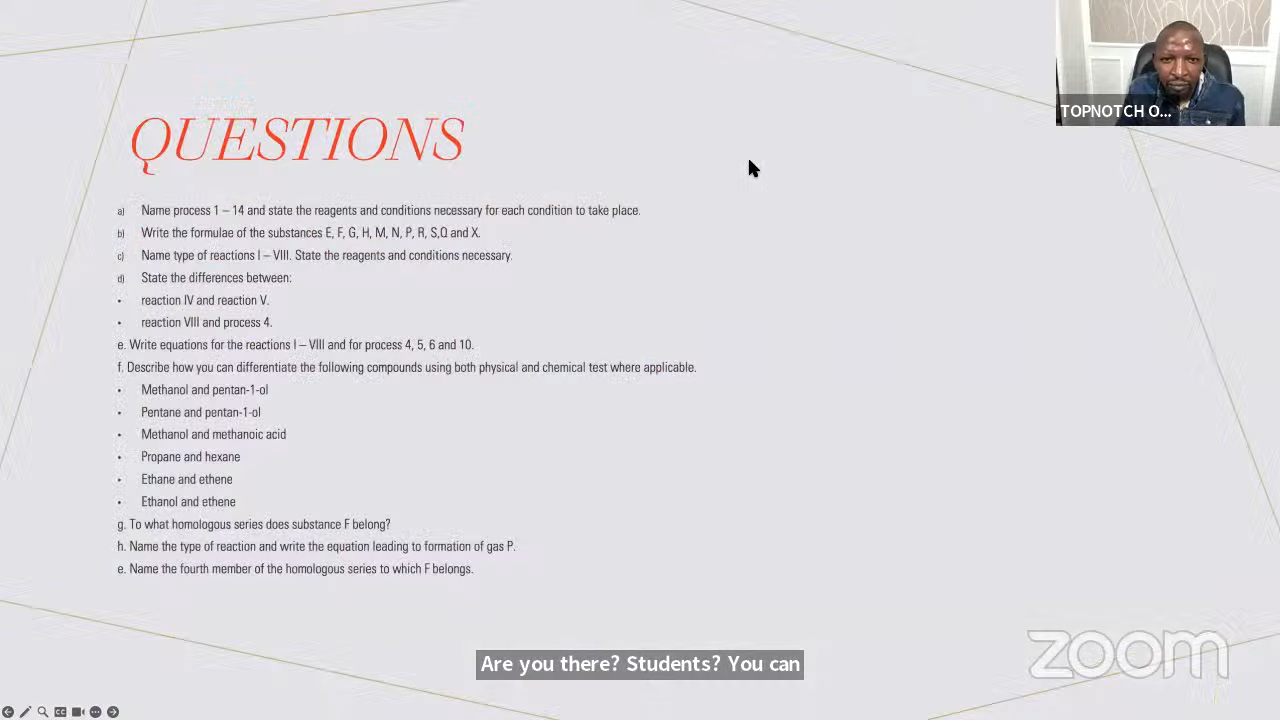 TOPNOTCH O...
QUESTIONS
a) Name process 1 – 14 and state the reagents and conditions necessary for each condition to take place.
b) Write the formulae of the substances E, F, G, H, M, N, P, R, S,Q and X.
c) Name type of reactions I – VIII. State the reagents and conditions necessary.
d) State the differences between:
• reaction IV and reaction V.
• reaction VIII and process 4.
e. Write equations for the reactions I – VIII and for process 4, 5, 6 and 10.
f. Describe how you can differentiate the following compounds using both physical and chemical test where applicable.
• Methanol and pentan-1-ol
• Pentane and pentan-1-ol
• Methanol and methanoic acid
• Propane and hexane
• Ethane and ethene
• Ethanol and ethene
g. To what homologous series does substance F belong?
h. Name the type of reaction and write the equation leading to formation of gas P.
e. Name the fourth member of the homologous series to which F belongs.
Are you there? Students? You can
zoom